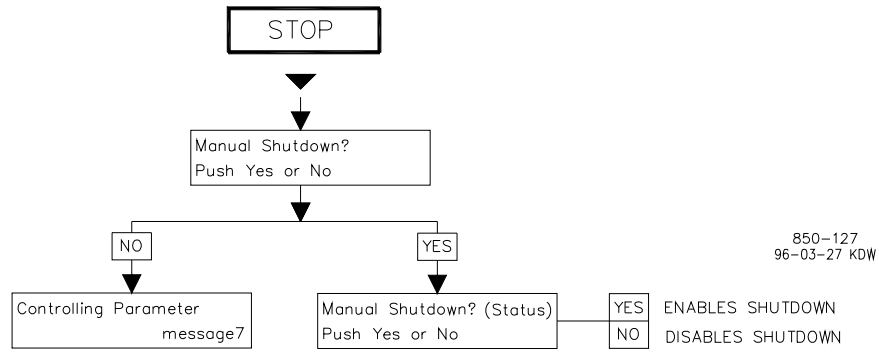 STOP
Manual Shutdown?
Push Yes or No
NO
YES
850-127
96-03-27 KDW
Controlling Parameter
message7
Manual Shutdown? (Status)
Push Yes or No
YES ENABLES SHUTDOWN
NO DISABLES SHUTDOWN